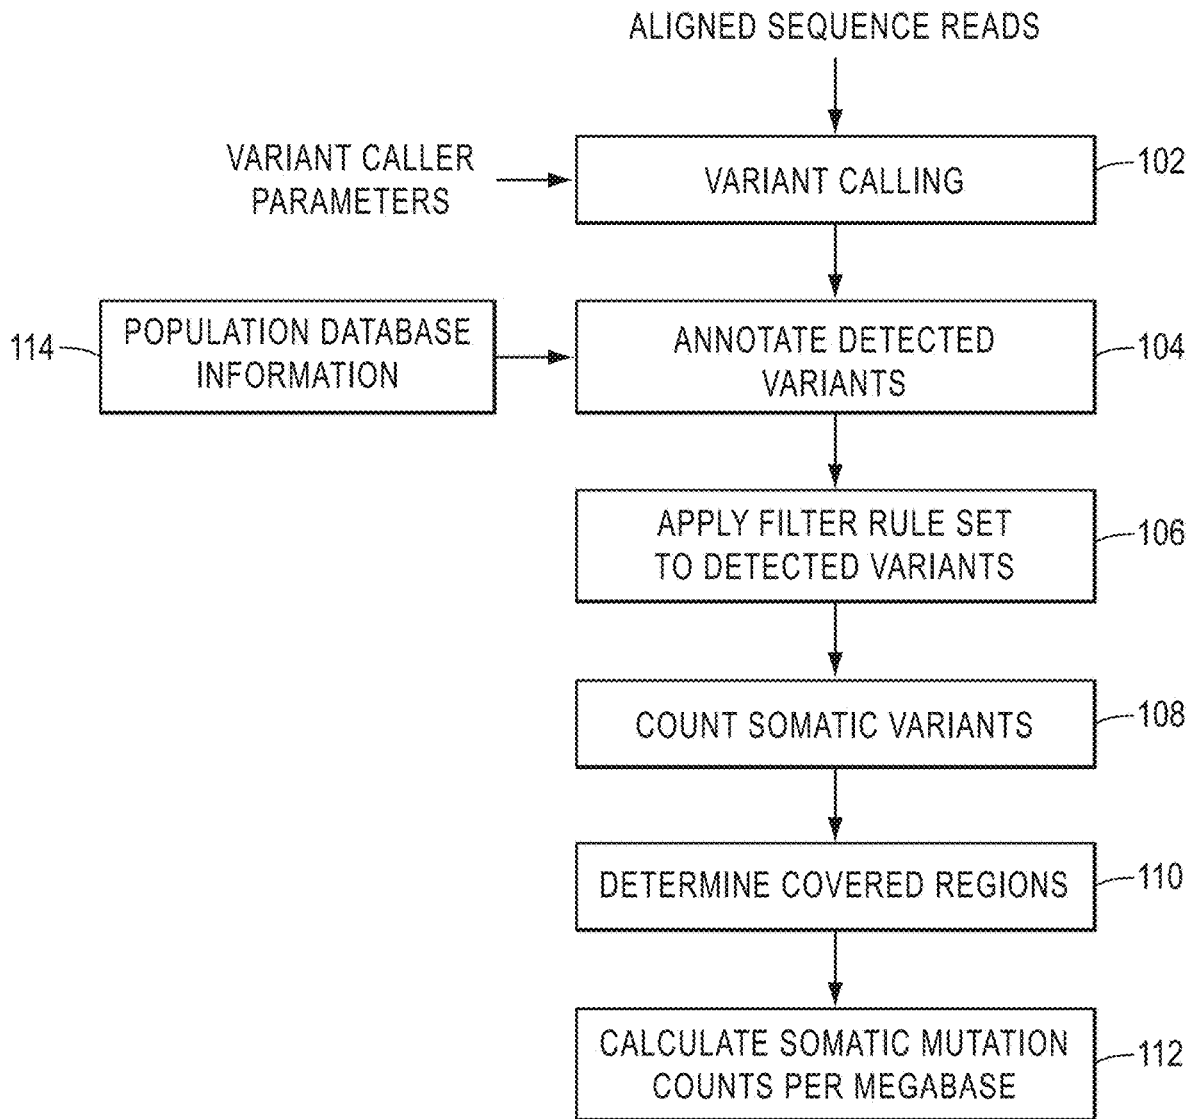 ALIGNED SEQUENCE READS
VARIANT CALLER
PARAMETERS
VARIANT CALLING
102
114
POPULATION DATABASE
INFORMATION
ANNOTATE DETECTED
VARIANTS
104
APPLY FILTER RULE SET
TO DETECTED VARIANTS
106
COUNT SOMATIC VARIANTS
108
DETERMINE COVERED REGIONS
110
CALCULATE SOMATIC MUTATION
COUNTS PER MEGABASE
112